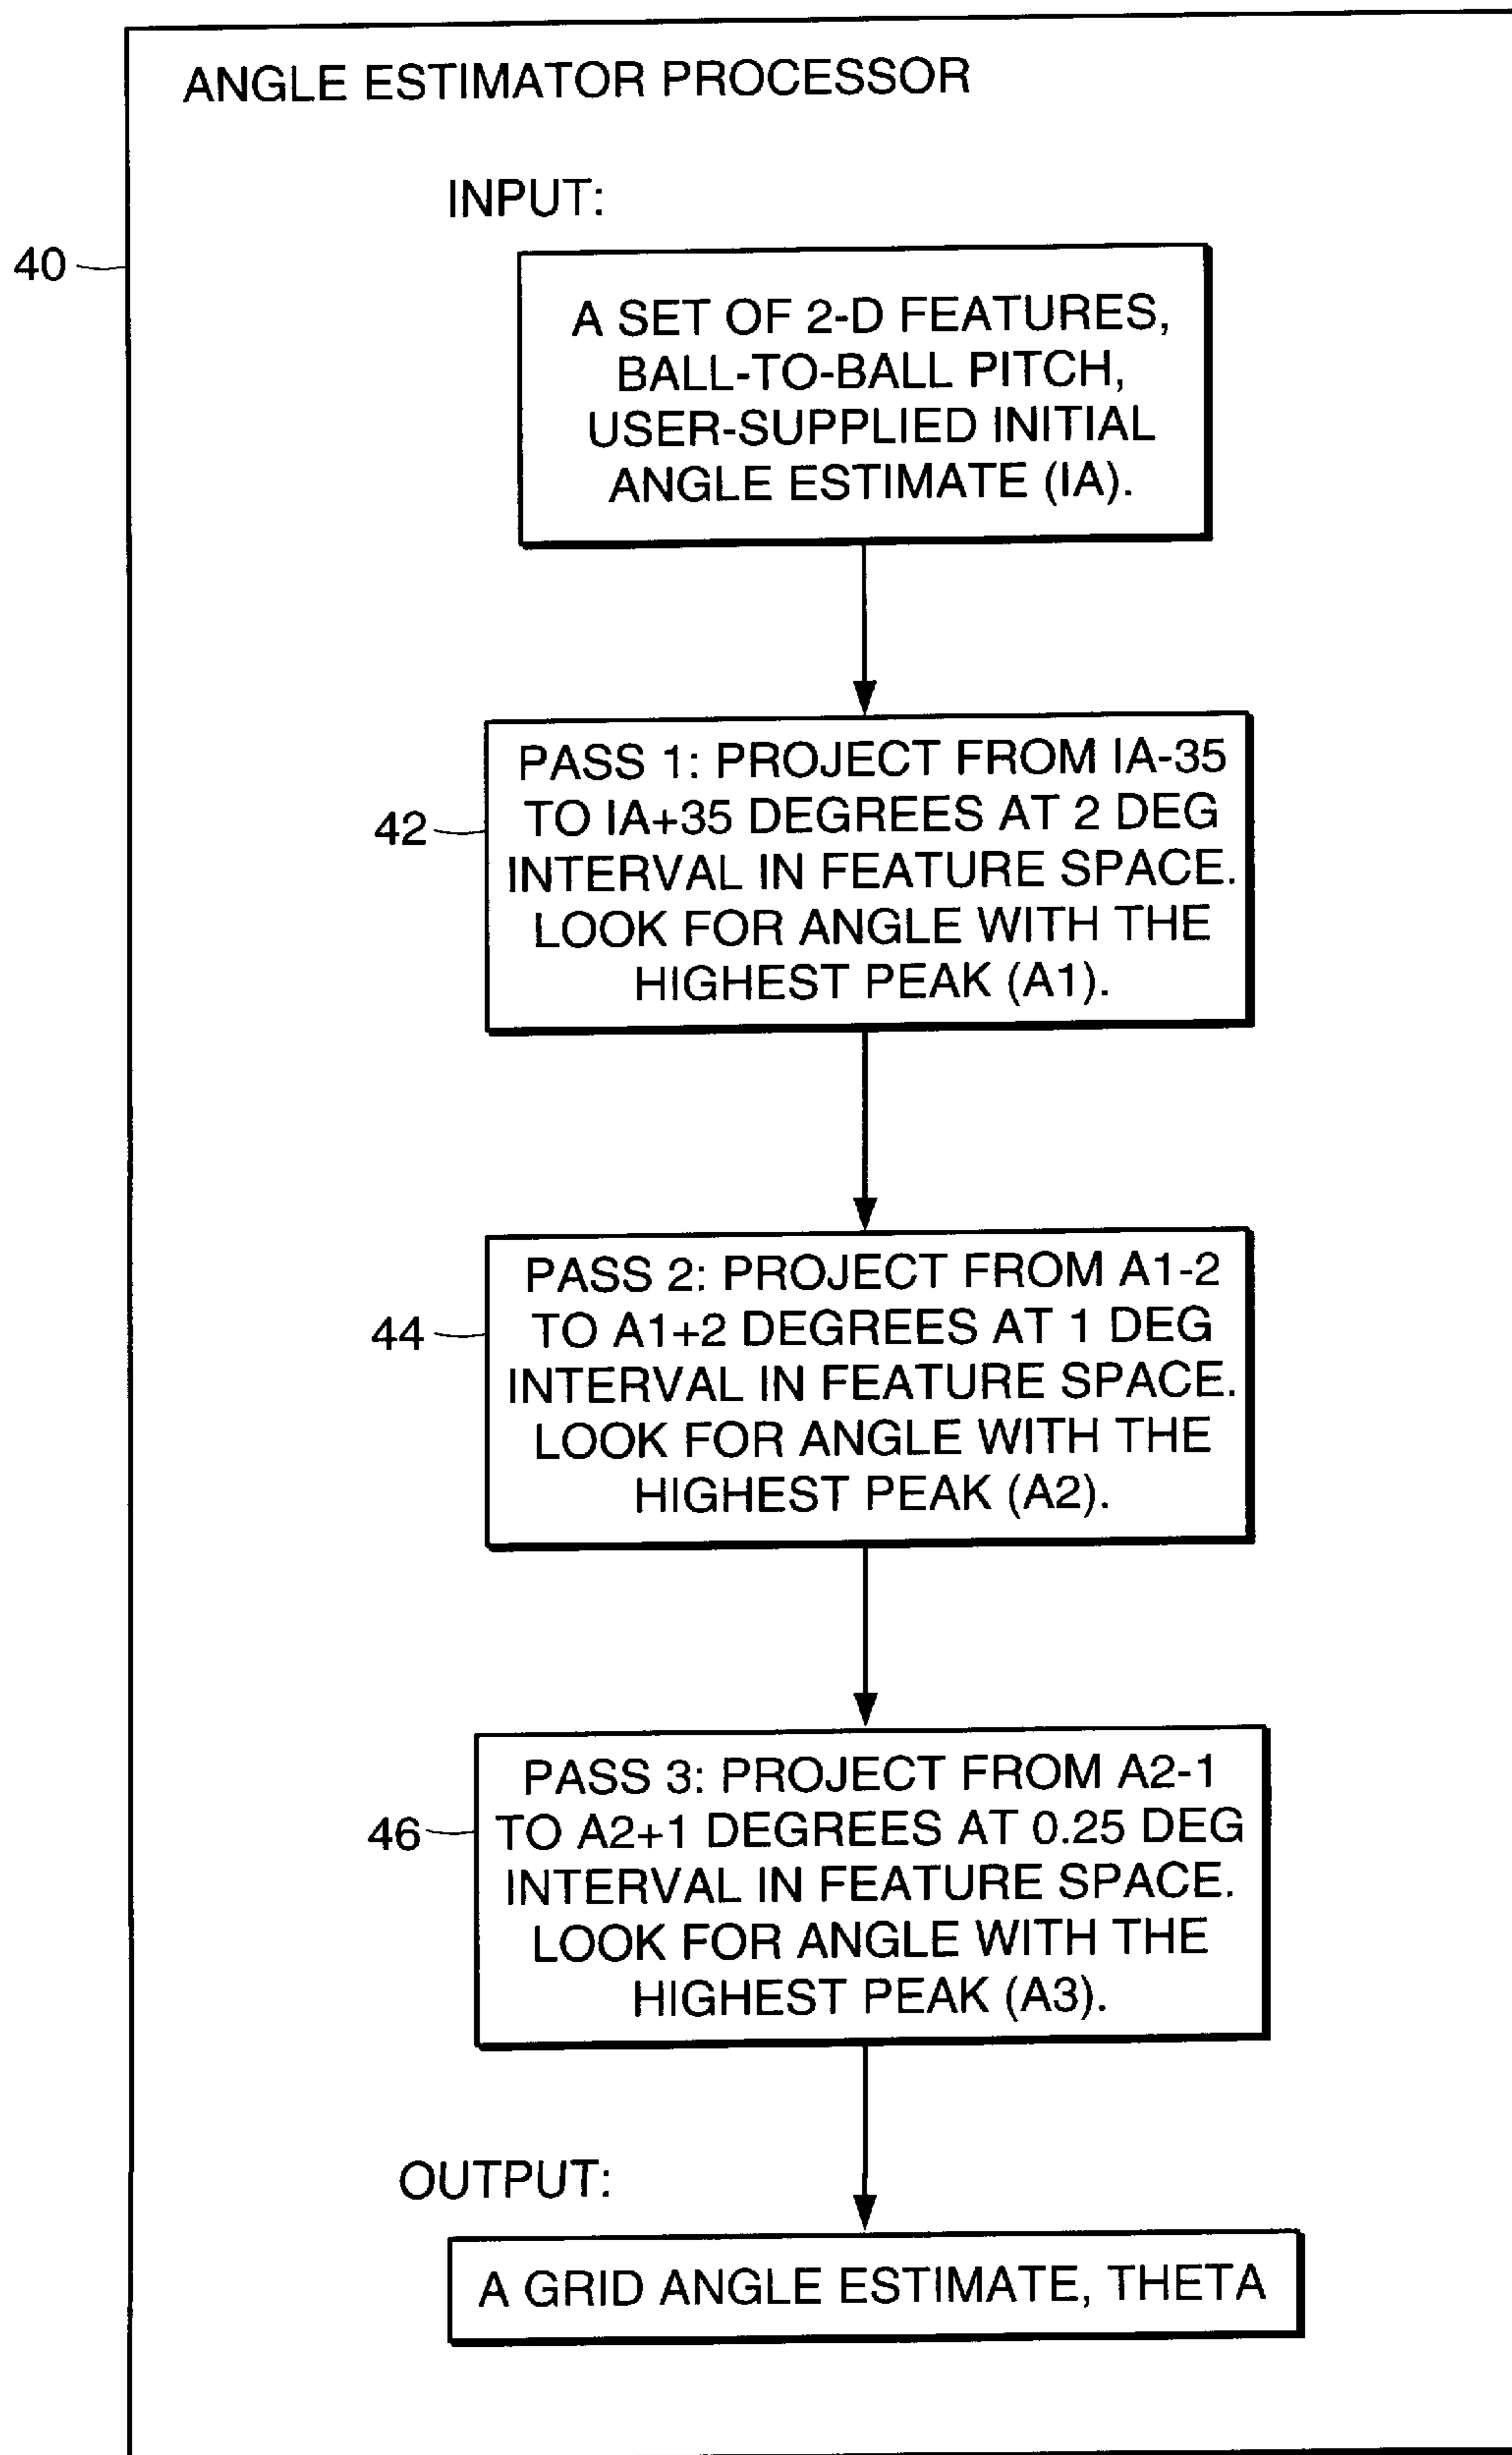 ANGLE ESTIMATOR PROCESSOR
INPUT:
40
A SET OF 2-D FEATURES,
BALL-TO-BALL PITCH,
USER-SUPPLIED INITIAL
ANGLE ESTIMATE (IA).
42
PASS 1: PROJECT FROM IA-35
TO IA+35 DEGREES AT 2 DEG
INTERVAL IN FEATURE SPACE.
LOOK FOR ANGLE WITH THE
HIGHEST PEAK (A1).
44
PASS 2: PROJECT FROM A1-2
TO A1+2 DEGREES AT 1 DEG
INTERVAL IN FEATURE SPACE.
LOOK FOR ANGLE WITH THE
HIGHEST PEAK (A2).
46
PASS 3: PROJECT FROM A2-1
TO A2+1 DEGREES AT 0.25 DEG
INTERVAL IN FEATURE SPACE.
LOOK FOR ANGLE WITH THE
HIGHEST PEAK (A3).
OUTPUT:
A GRID ANGLE ESTIMATE, THETA